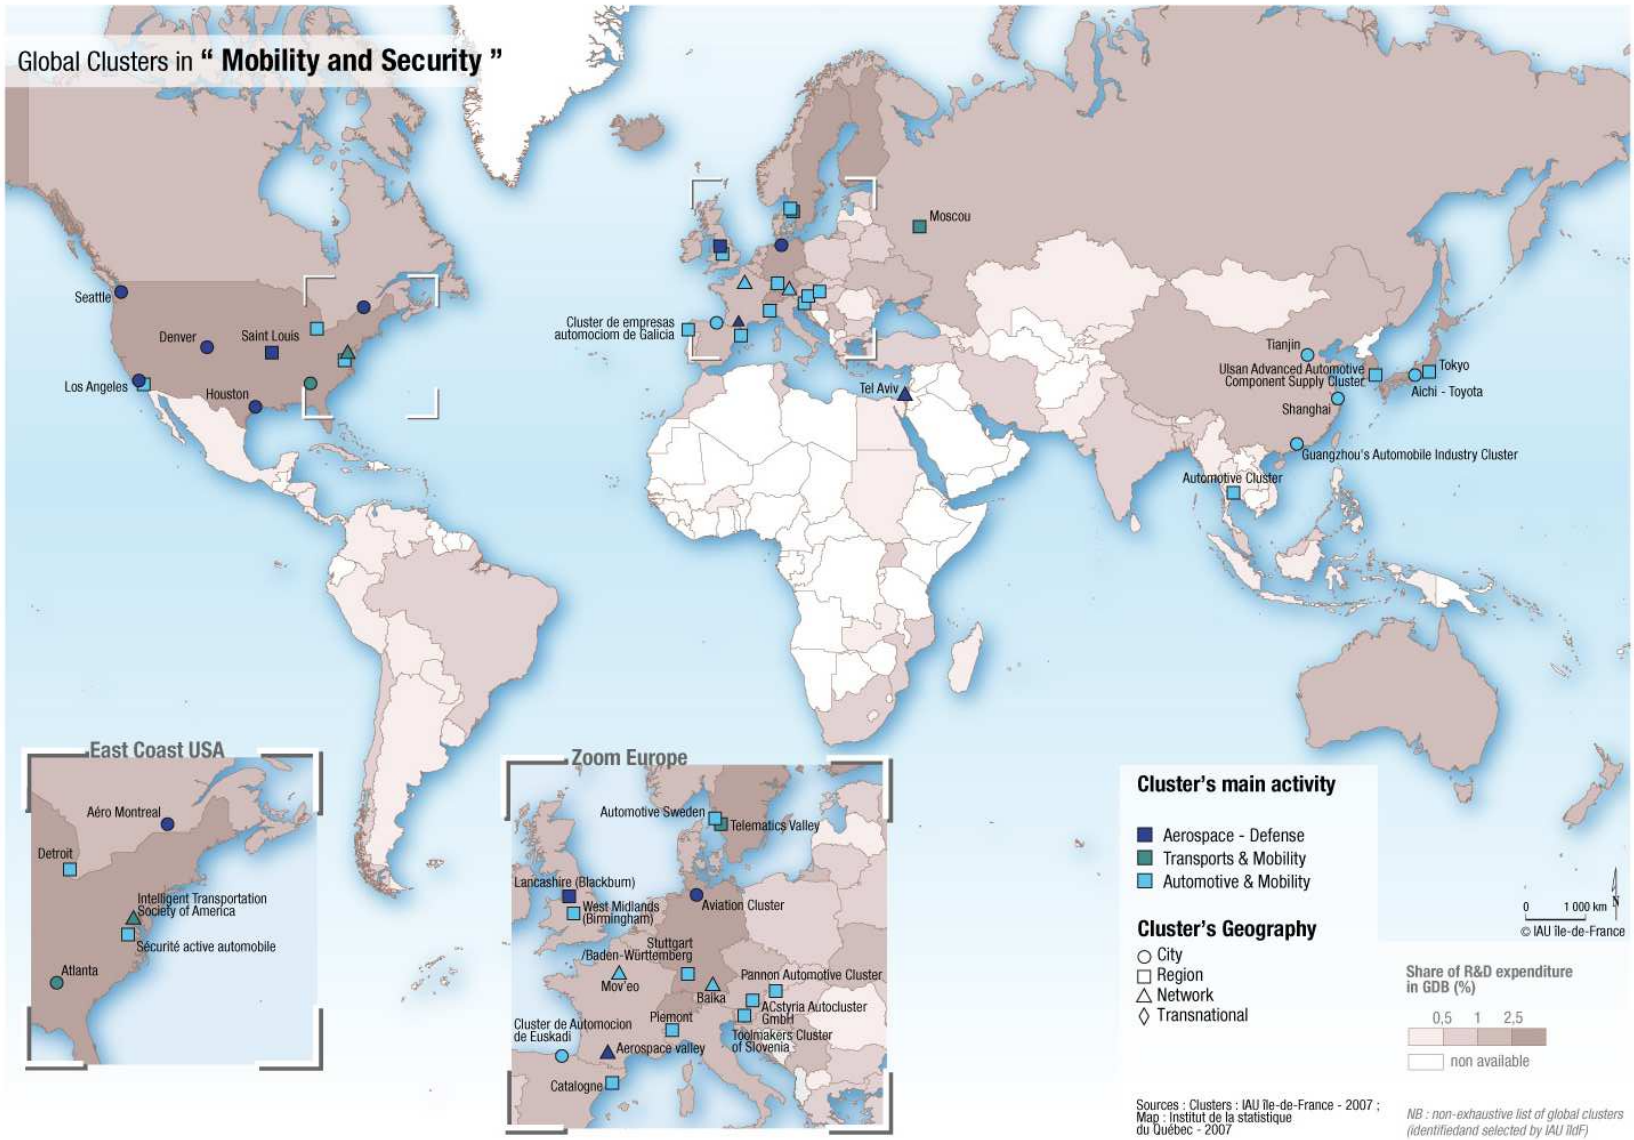 Global Clusters in “ Mobility and Security ”
Moscou
Seattle
Denver
Saint Louis
Los Angeles
Houston
Cluster de empresas
automociom de Galicia
Tel Aviv
Tianjin
Ulsan Advanced Automotive
Component Supply Cluster
Tokyo
Aichi - Toyota
Shanghai
Guangzhou's Automobile Industry Cluster
Automotive Cluster
East Coast USA
Aéro Montreal
Detroit
Intelligent Transportation
Society of America
Sécurité active automobile
Atlanta
Zoom Europe
Automotive Sweden
Telematics Valley
Lancashire (Blackburn)
West Midlands
(Birmingham)
Aviation Cluster
Stuttgart
/Baden-Württemberg
Mov'eo
Baika
Pannon Automotive Cluster
ACstyria Autocluster
GmbH
Piemont
Toolmakers Cluster
of Slovenia
Cluster de Automocion
de Euskadi
Aerospace valley
Catalogne
Cluster's main activity
Aerospace - Defense
Transports & Mobility
Automotive & Mobility
Cluster's Geography
City
Region
Network
Transnational
0 1 000 km N
© IAU île-de-France
Share of R&D expenditure
in GDB (%)
0,5 1 2,5
non available
Sources : Clusters : IAU île-de-France - 2007 ;
Map : Institut de la statistique
du Québec - 2007
NB : non-exhaustive list of global clusters
(identifiedand selected by IAU îldF)